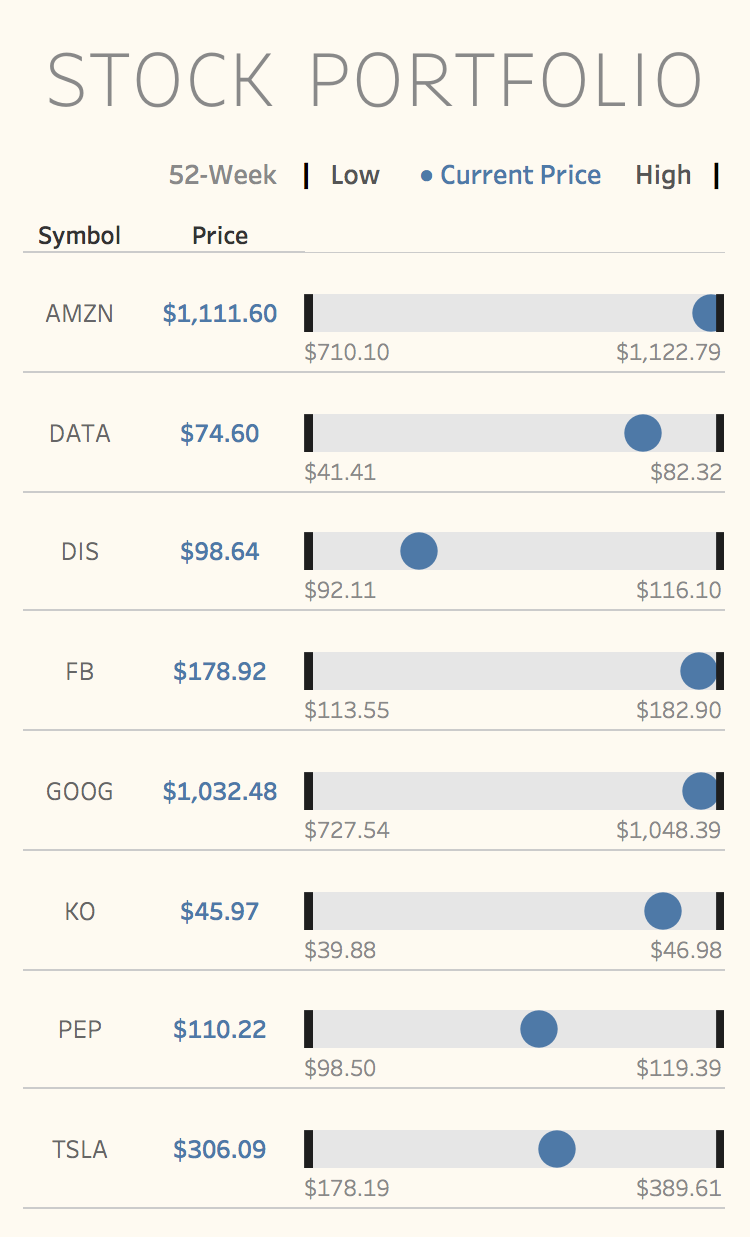 STOCK PORTFOLIO
52-Week Low Current Price High
Symbol Price
AMZN $1,111.60
$710.10 $1,122.79
DATA $74.60
$41.41 $82.32
DIS $98.64
$92.11 $116.10
FB $178.92
$113.55 $182.90
GOOG $1,032.48
$727.54 $1,048.39
KO $45.97
$39.88 $46.98
PEP $110.22
$98.50 $119.39
TSLA $306.09
$178.19 $389.61